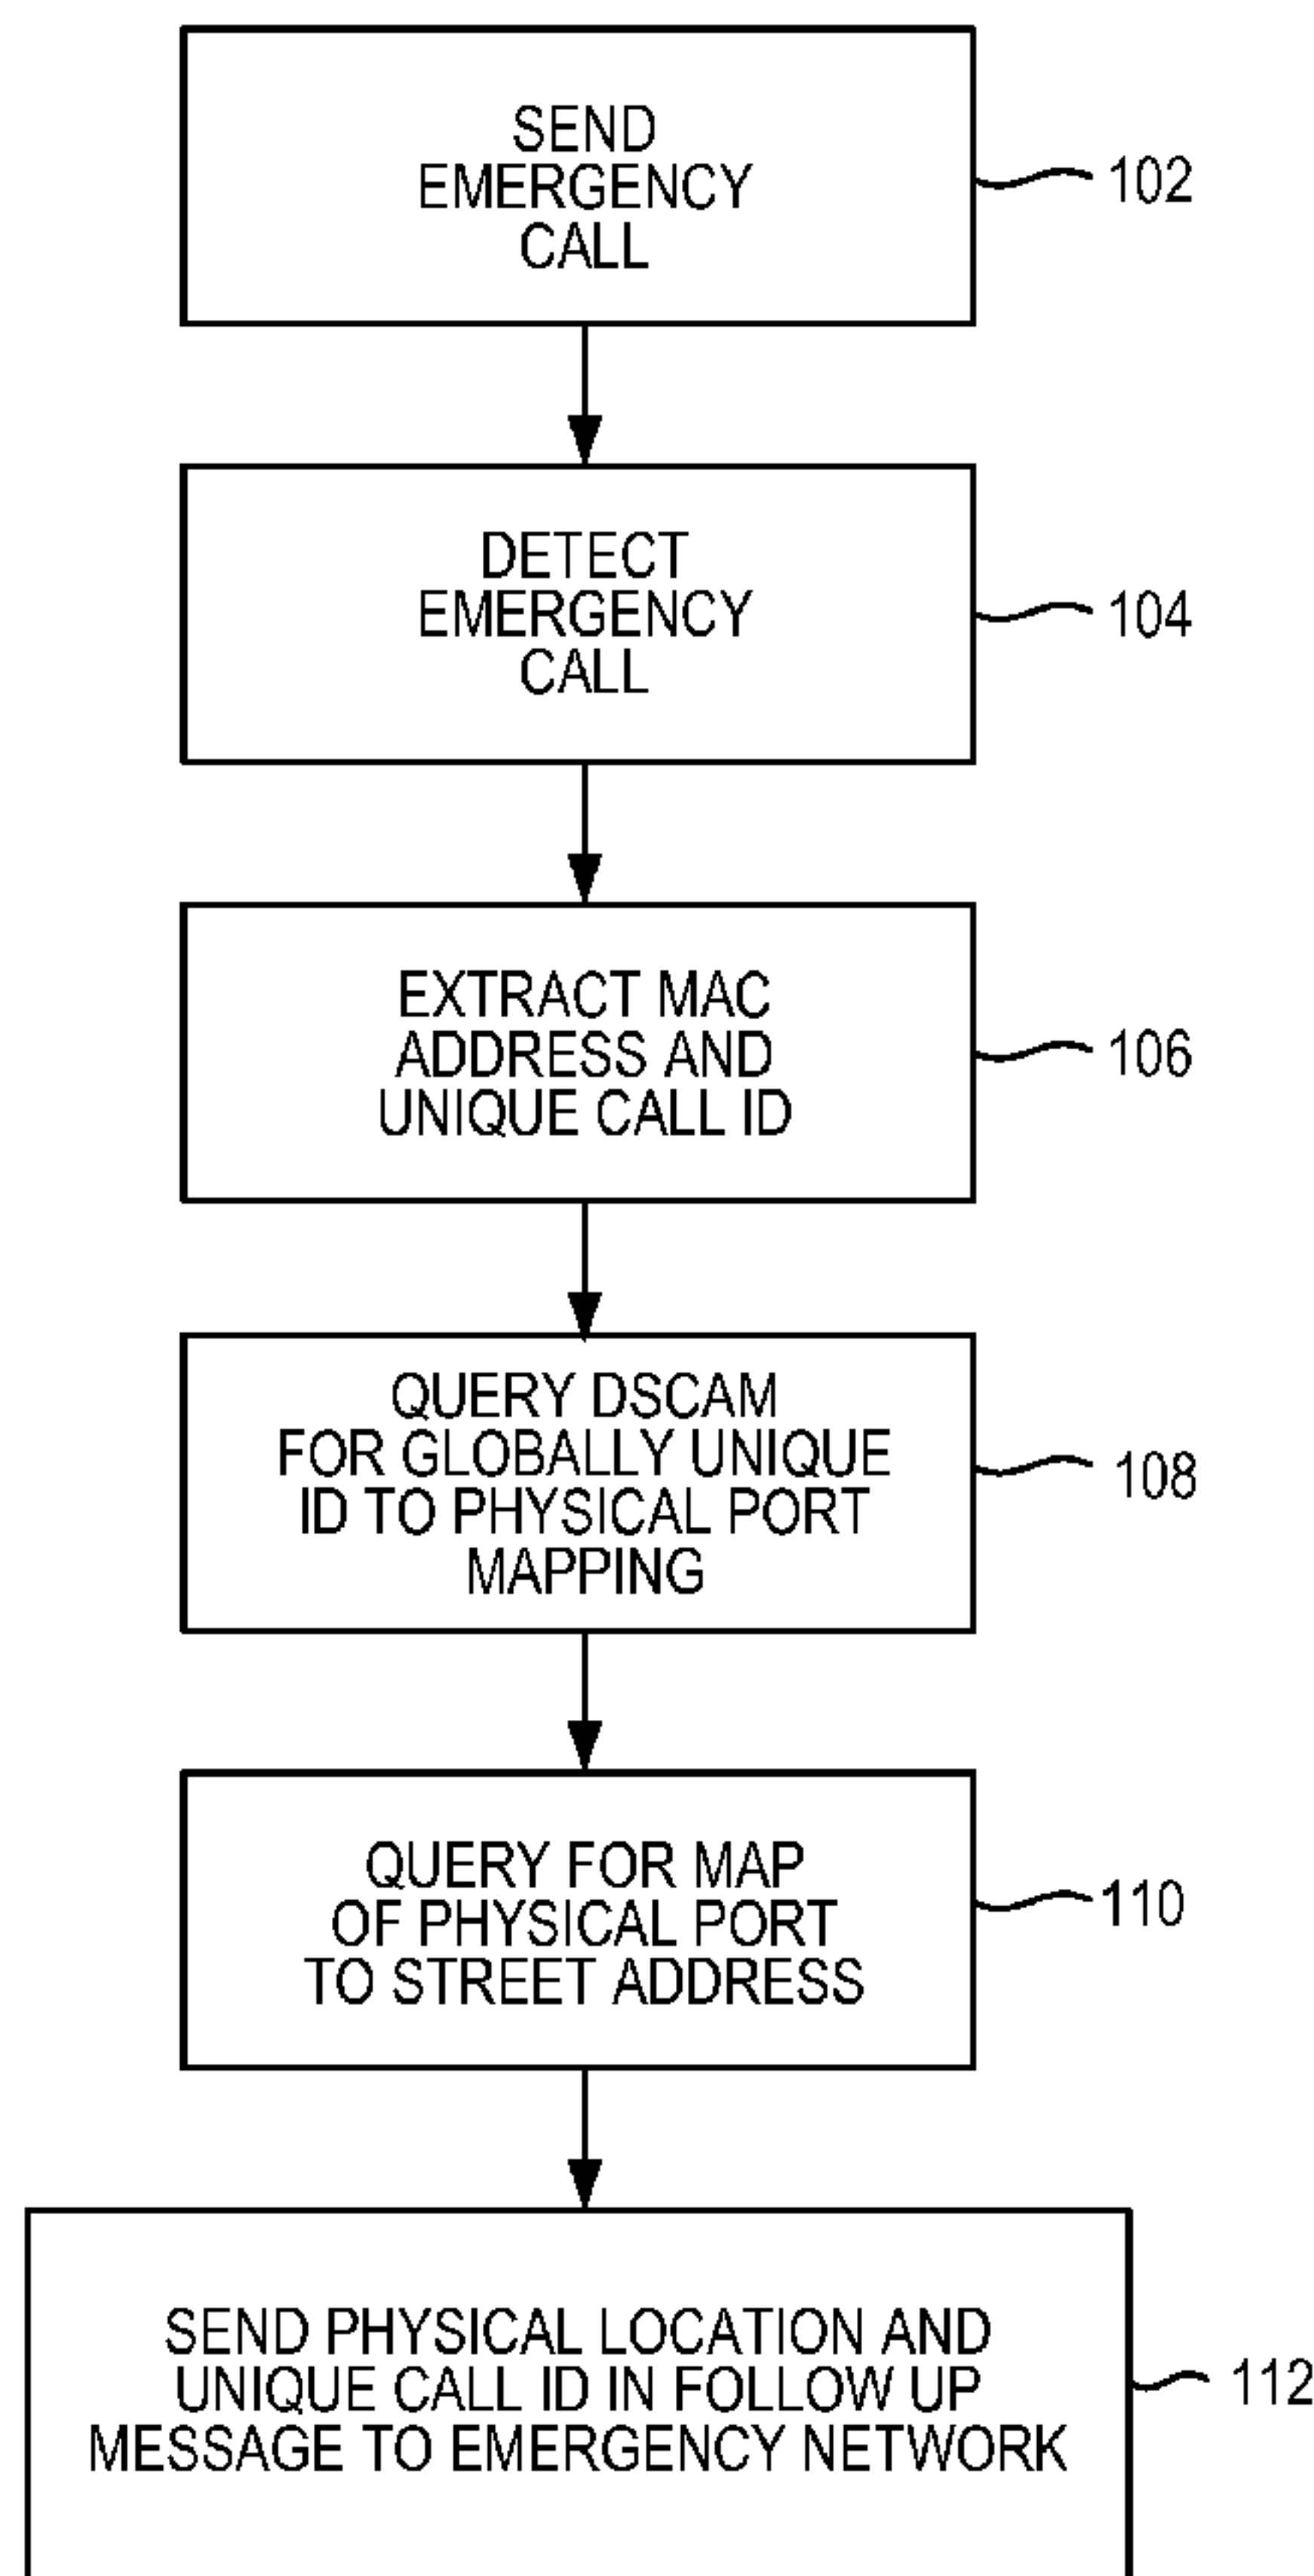 SEND
EMERGENCY
CALL
102
DETECT
EMERGENCY
CALL
104
EXTRACT MAC
ADDRESS AND
UNIQUE CALL ID
106
QUERY DSCAM
FOR GLOBALLY UNIQUE
ID TO PHYSICAL PORT
MAPPING
108
QUERY FOR MAP
OF PHYSICAL PORT
TO STREET ADDRESS
110
SEND PHYSICAL LOCATION AND
UNIQUE CALL ID IN FOLLOW UP
MESSAGE TO EMERGENCY NETWORK
112